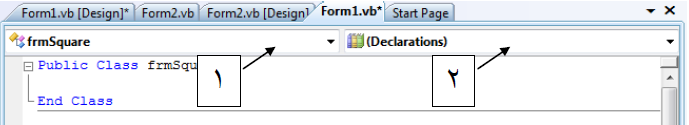 Form1.vb [Design]* Form2.vb Form2.vb [Design] Form1.vb* Start Page
frmSquare (Declarations)
Public Class frmSqu
١ ٢
End Class